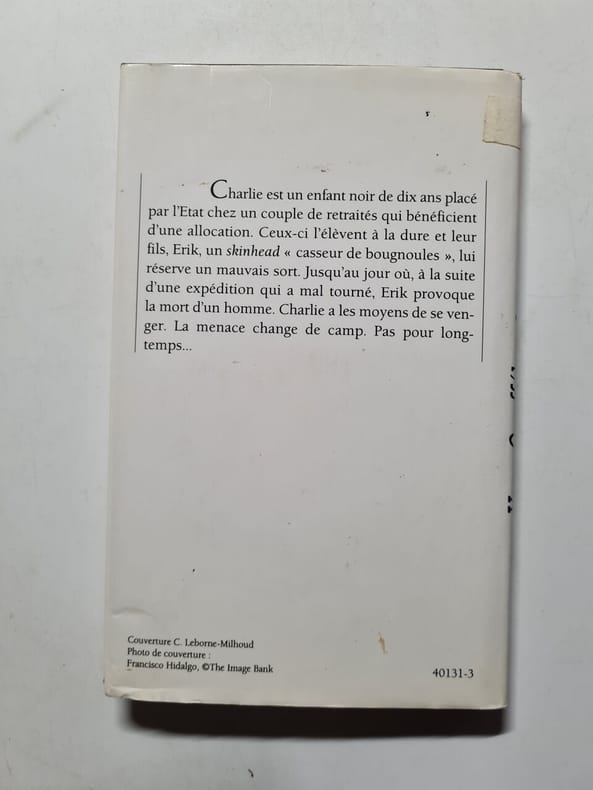 Charlie est un enfant noir de dix ans placé
par l'Etat chez un couple de retraités qui bénéficient
d'une allocation. Ceux-ci l'élèvent à la dure et leur
fils, Erik, un skinhead « casseur de bougnoules », lui
réserve un mauvais sort. Jusqu'au jour où, à la suite
d'une expédition qui a mal tourné, Erik provoque
la mort d'un homme. Charlie a les moyens de se ven-
ger. La menace change de camp. Pas pour long-
temps...
Couverture C. Leborne-Milhoud
Photo de couverture :
Francisco Hidalgo, ©The Image Bank
40131-3